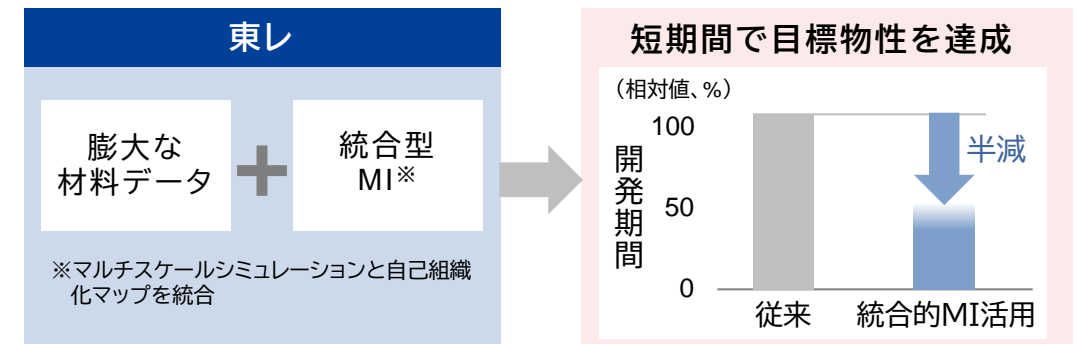 東レ
膨大な
材料データ
統合型
MI※
※マルチスケールシミュレーションと自己組織
化マップを統合
短期間で目標物性を達成
（相対値、%）
開発期間
100
50
0
半減
従来
統合的MI活用